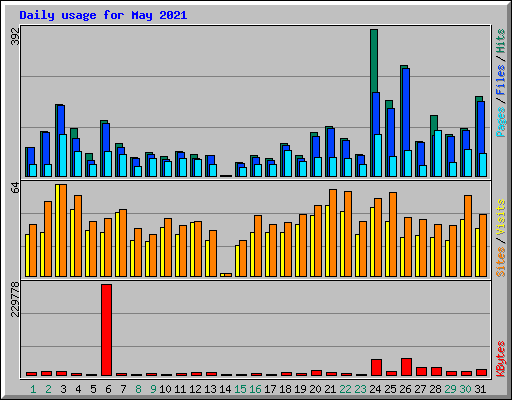 Daily usage for May 2021
392
Pages / Files / Hits
64
Sites / Visits
229778
KBytes
1 2 3 4 5 6 7 8 9 10 11 12 13 14 15 16 17 18 19 20 21 22 23 24 25 26 27 28 29 30 31